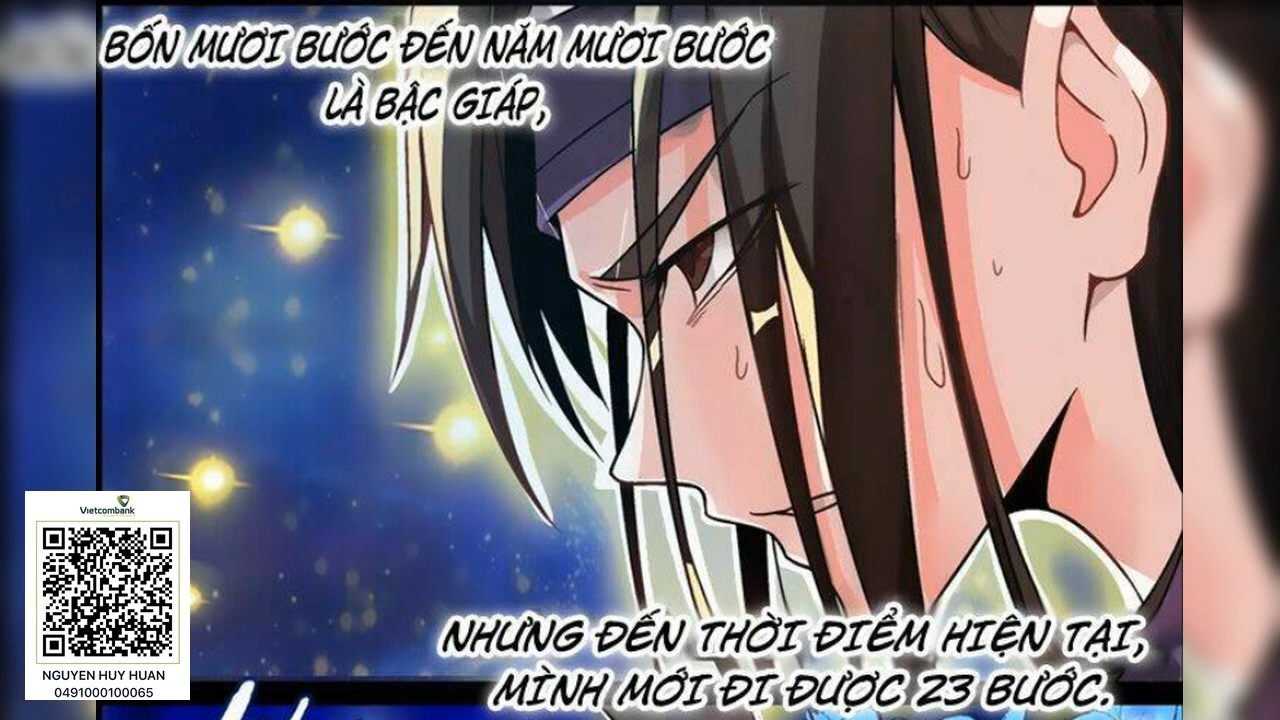 BỐN MƯƠI BƯỚC ĐẾN NĂM MƯƠI BƯỚC
LÀ BẬC GIÁP,
Vietcombank
NGUYEN HUY HUAN
0491000100065
NHƯNG ĐẾN THỜI ĐIỂM HIỆN TẠI,
MÌNH MỚI ĐI ĐƯỢC 23 BƯỚC.